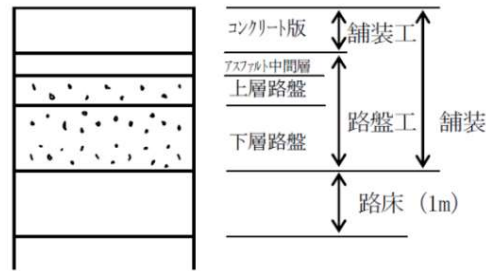 コンクリート版
舗装工
アスファルト中間層
上層路盤
下層路盤
路盤工
舗装
路床（1m）